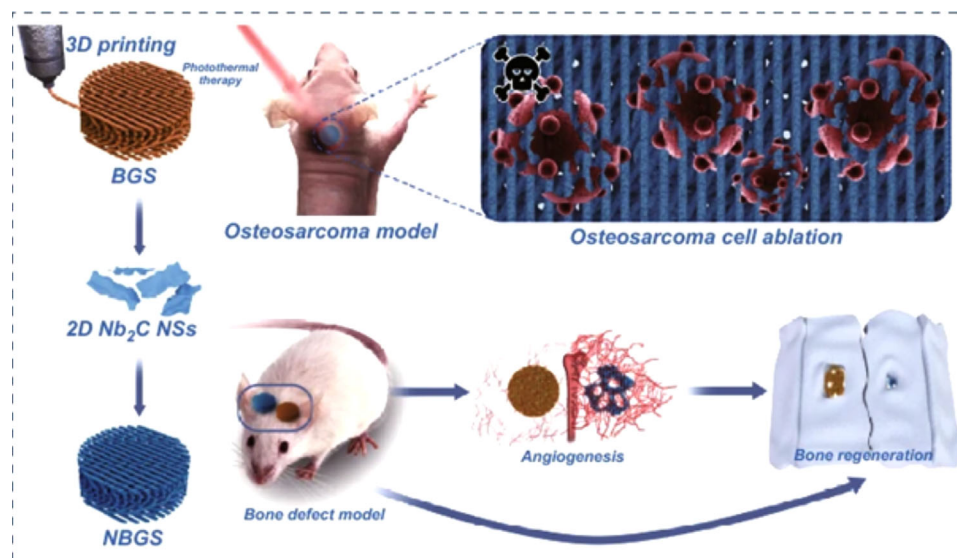 3D printing
Photothermal
therapy
BGS
Osteosarcoma model
Osteosarcoma cell ablation
2D Nb₂C NSs
NBGS
Bone defect model
Angiogenesis
Bone regeneration